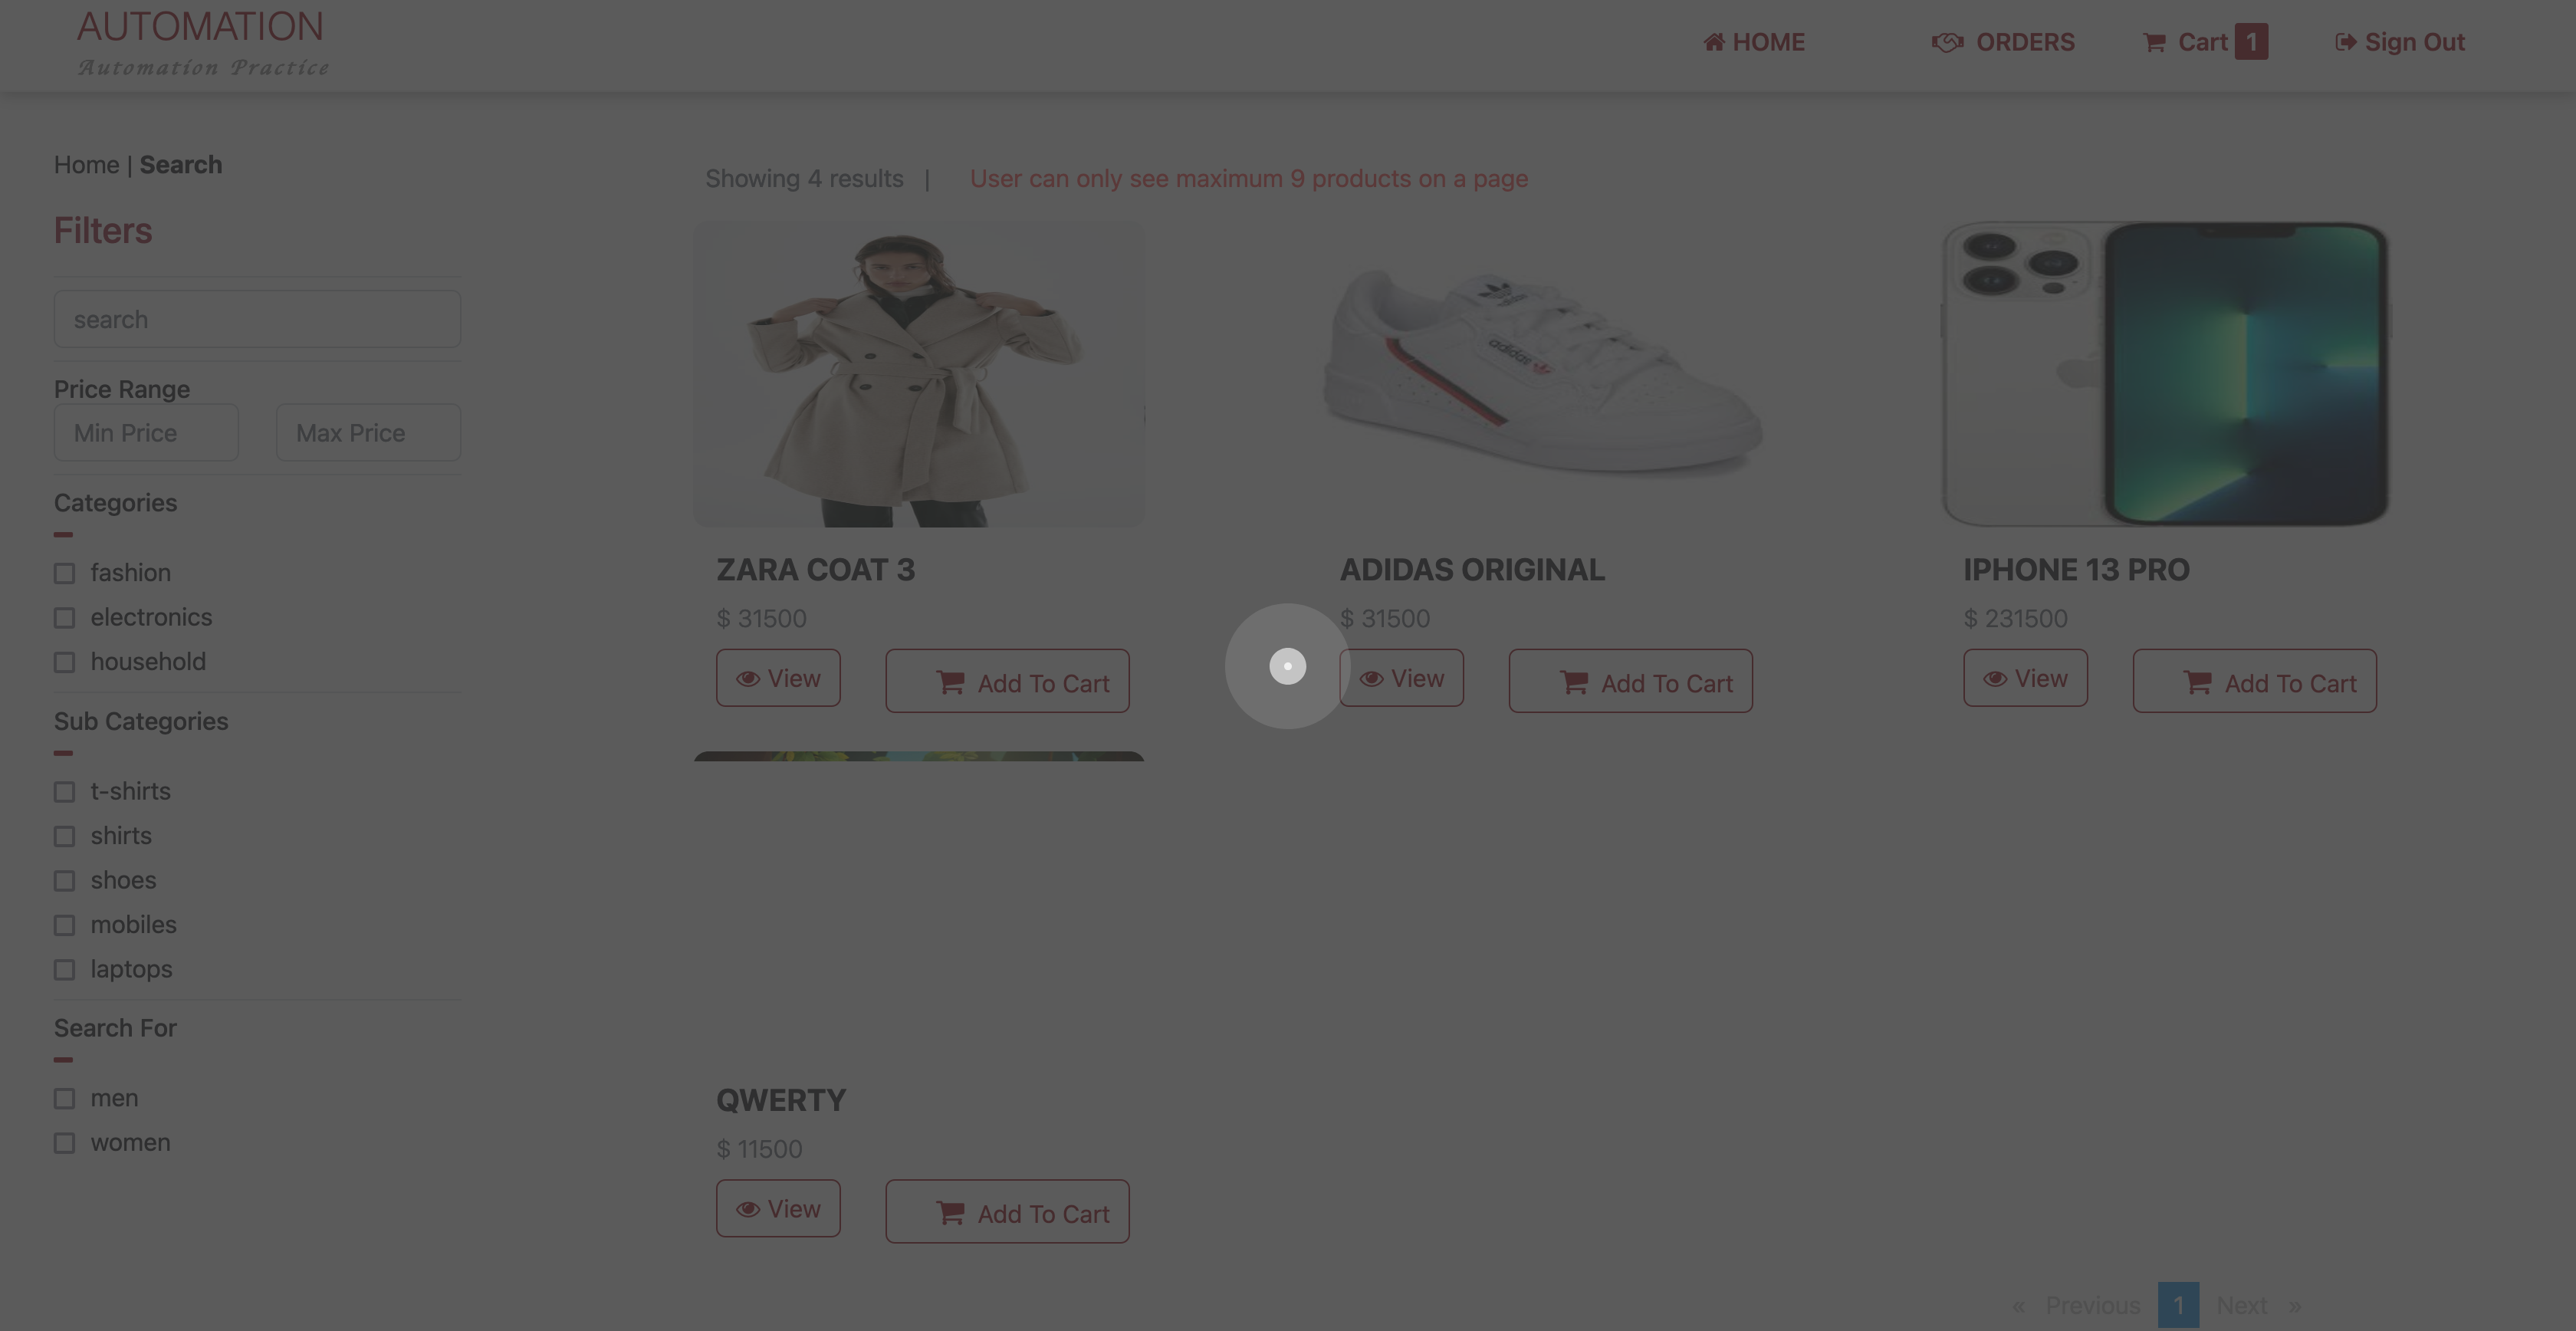 AUTOMATION
Automation Practice
HOME
ORDERS
Cart 1
Sign Out
Home | Search
Showing 4 results |
User can only see maximum 9 products on a page
Filters
search
Price Range
Min Price
Max Price
Categories
fashion
electronics
household
Sub Categories
t-shirts
shirts
shoes
mobiles
laptops
Search For
men
women
adidas
adidas
ZARA COAT 3
$ 31500
View
Add To Cart
ADIDAS ORIGINAL
$ 31500
View
Add To Cart
IPHONE 13 PRO
$ 231500
View
Add To Cart
QWERTY
$ 11500
View
Add To Cart
« Previous 1 Next »